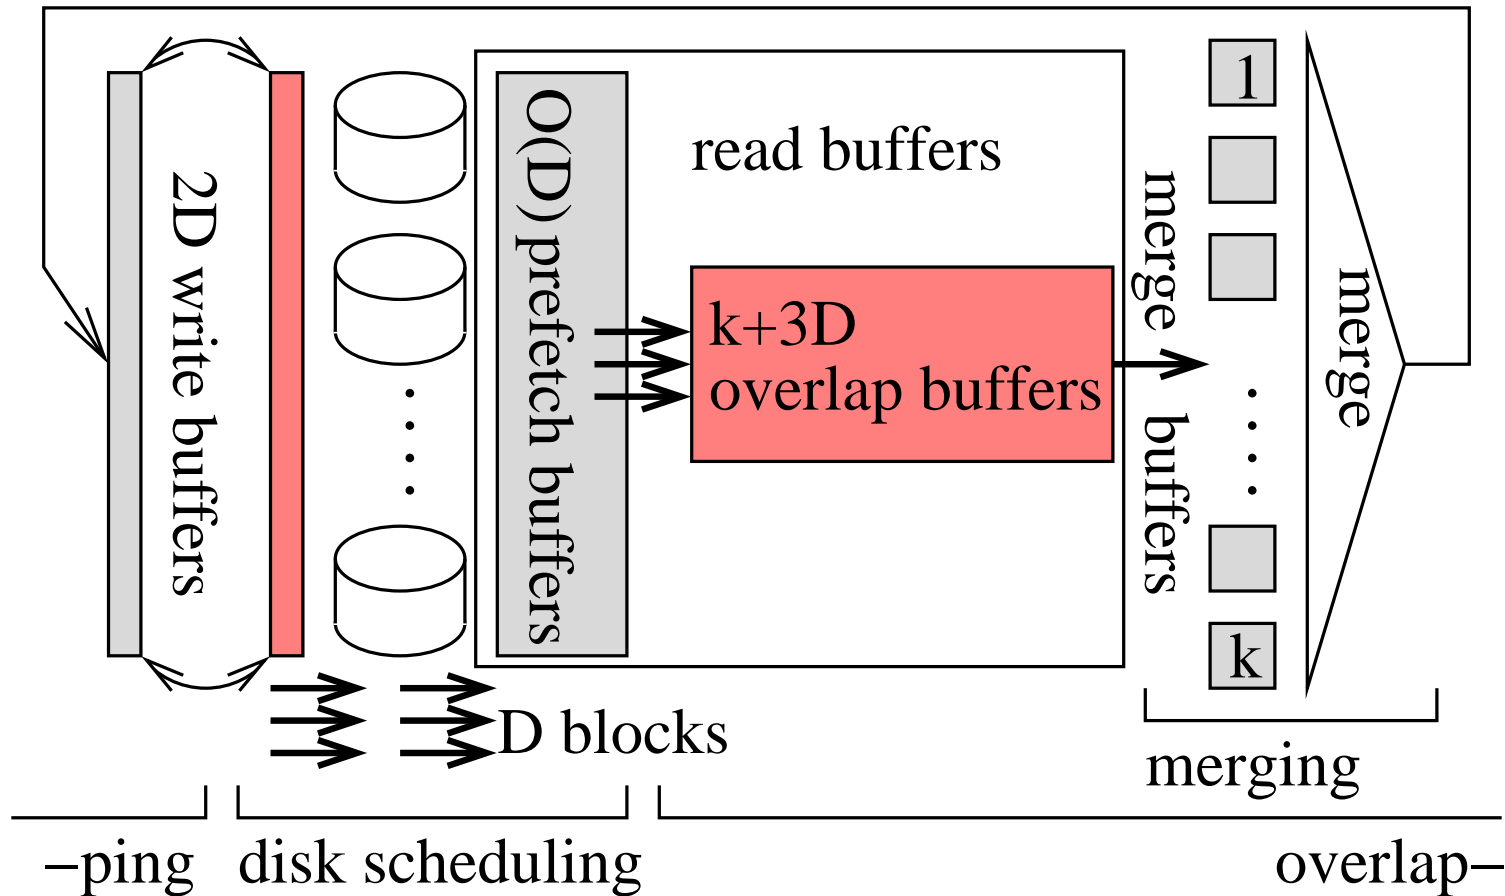 2D write buffers
O(D) prefetch buffers
read buffers
k+3D
overlap buffers
merge buffers
1
k
merge
D blocks
merging
–ping
disk scheduling
overlap–